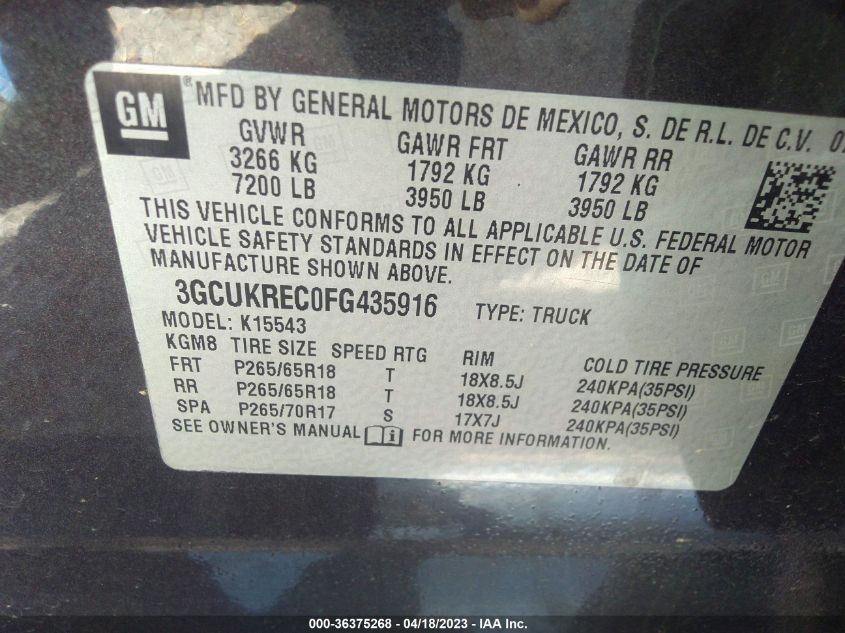 GM ® MFD BY GENERAL MOTORS DE MEXICO, S. DE R.L. DE C.V.
GVWR GAWR FRT GAWR RR
3266 KG 1792 KG 1792 KG
7200 LB 3950 LB 3950 LB
THIS VEHICLE CONFORMS TO ALL APPLICABLE U.S. FEDERAL MOTOR
VEHICLE SAFETY STANDARDS IN EFFECT ON THE DATE OF
MANUFACTURE SHOWN ABOVE.
3GCUKREC0FG435916 TYPE: TRUCK
MODEL: K15543
KGM8 TIRE SIZE SPEED RTG RIM COLD TIRE PRESSURE
FRT P265/65R18 T 18X8.5J 240KPA(35PSI)
RR P265/65R18 T 18X8.5J 240KPA(35PSI)
SPA P265/70R17 S 17X7J 240KPA(35PSI)
SEE OWNER'S MANUAL i FOR MORE INFORMATION.
000-36375268 - 04/18/2023 - IAA Inc.